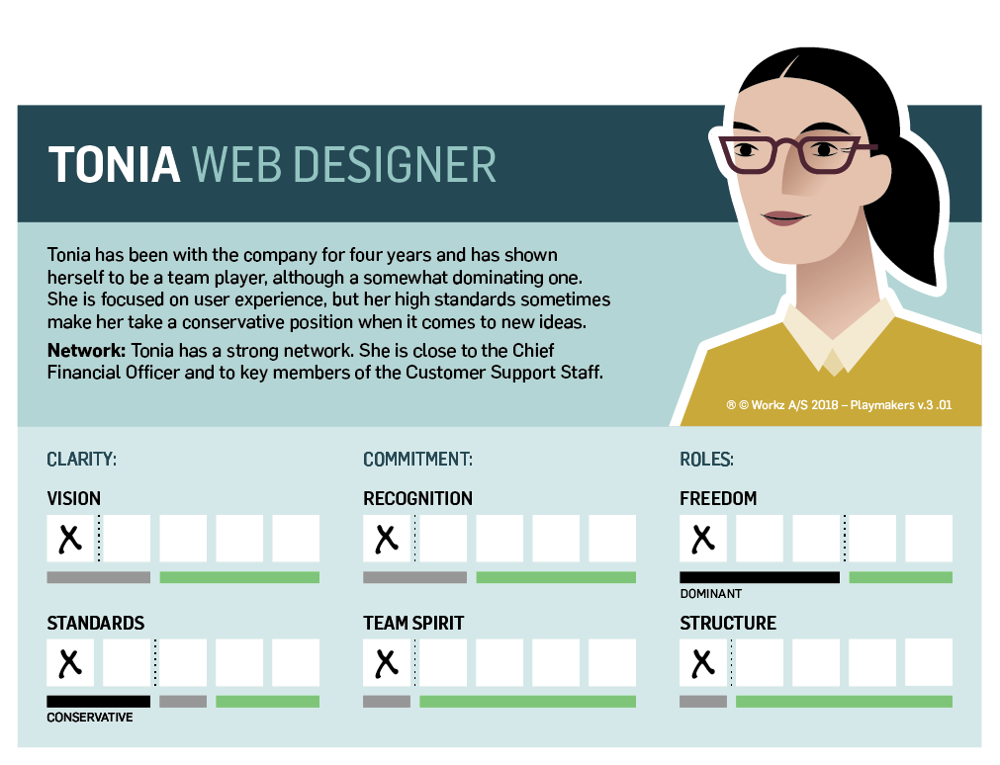 TONIA WEB DESIGNER
Tonia has been with the company for four years and has shown
herself to be a team player, although a somewhat dominating one.
She is focused on user experience, but her high standards sometimes
make her take a conservative position when it comes to new ideas.
Network: Tonia has a strong network. She is close to the Chief
Financial Officer and to key members of the Customer Support Staff.
® © Workz A/S 2018 – Playmakers v.3 .01
CLARITY:
COMMITMENT:
ROLES:
VISION
RECOGNITION
FREEDOM
X
X
X
DOMINANT
STANDARDS
TEAM SPIRIT
STRUCTURE
X
X
X
CONSERVATIVE